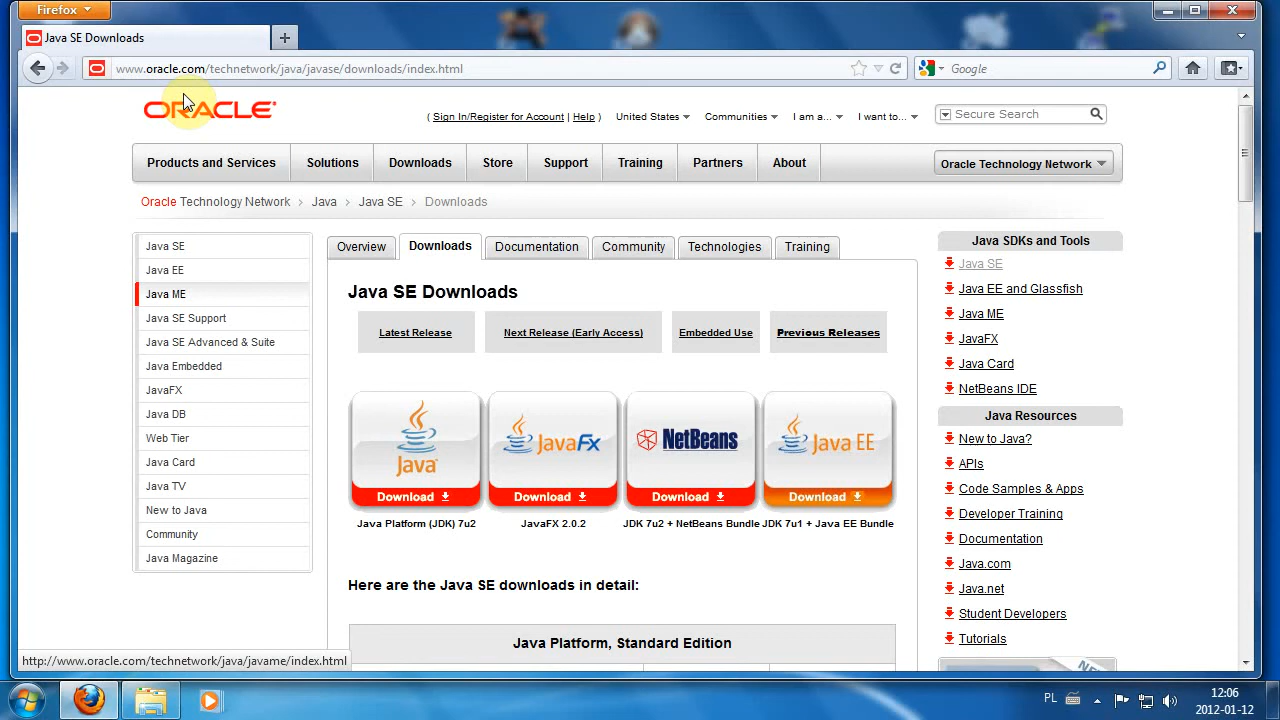 Firefox
Java SE Downloads
www.oracle.com/technetwork/java/javase/downloads/index.html
Google
ORACLE
( Sign In/Register for Account | Help ) United States Communities I am a... I want to...
Secure Search
Products and Services Solutions Downloads Store Support Training Partners About
Oracle Technology Network
Oracle Technology Network > Java > Java SE > Downloads
Java SE
Java EE
Java ME
Java SE Support
Java SE Advanced & Suite
Java Embedded
JavaFX
Java DB
Web Tier
Java Card
Java TV
New to Java
Community
Java Magazine
Overview Downloads Documentation Community Technologies Training
Java SE Downloads
Latest Release Next Release (Early Access) Embedded Use Previous Releases
Java JavaFx NetBeans Java EE
Download Download Download Download
Java Platform (JDK) 7u2 JavaFX 2.0.2 JDK 7u2 + NetBeans Bundle JDK 7u1 + Java EE Bundle
Here are the Java SE downloads in detail:
Java Platform, Standard Edition
Java SDKs and Tools
Java SE
Java EE and Glassfish
Java ME
JavaFX
Java Card
NetBeans IDE
Java Resources
New to Java?
APIs
Code Samples & Apps
Developer Training
Documentation
Java.com
Java.net
Student Developers
Tutorials
NEW
http://www.oracle.com/technetwork/java/javame/index.html
PL
12:06
2012-01-12